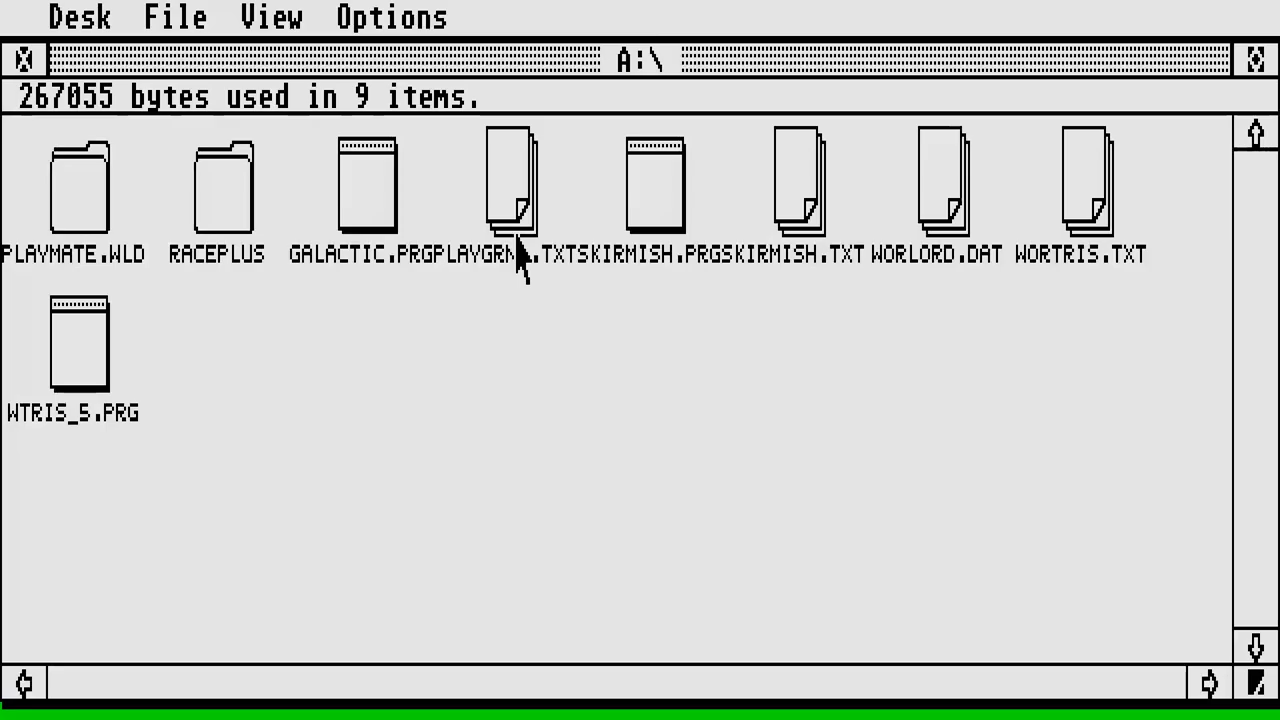 Desk File View Options
A:\
267055 bytes used in 9 items.
PLAYMATE.WLD RACEPLUS GALACTIC.PRG SKIRMISH.PRG SKIRMISH.TXT WORLORD.DAT WORTRIS.TXT
WTRIS_5.PRG